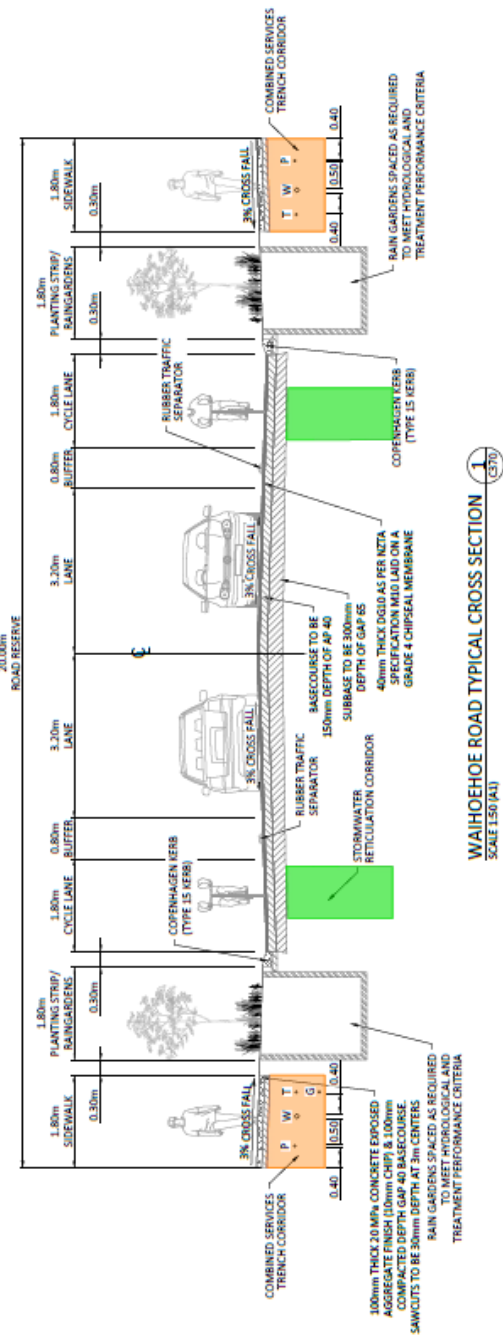 20.00m
ROAD RESERVE
1.80m
SIDEWALK
0.30m
1.80m
PLANTING STRIP/
RAINGARDENS
0.30m
1.80m
CYCLE LANE
0.80m
BUFFER
3.20m
LANE
3.20m
LANE
0.80m
BUFFER
1.80m
CYCLE LANE
0.30m
1.80m
PLANTING STRIP/
RAINGARDENS
0.30m
1.80m
SIDEWALK
COPENHAGEN KERB
(TYPE 15 KERB)
RUBBER TRAFFIC
SEPARATOR
3% CROSS FALL
3% CROSS FALL
3% CROSS FALL
3% CROSS FALL
COMBINED SERVICES
TRENCH CORRIDOR
P W T
G
0.40
0.50
0.40
T W P
0.40
0.50
0.40
COMBINED SERVICES
TRENCH CORRIDOR
RUBBER TRAFFIC
SEPARATOR
STORMWATER
RETICULATION CORRIDOR
BASECOURSE TO BE
150mm DEPTH OF AP 40
SUBBASE TO BE 300mm
DEPTH OF GAP 65
40mm THICK DG10 AS PER NZTA
SPECIFICATION M10 LAID ON A
GRADE 4 CHIPSEAL MEMBRANE
COPENHAGEN KERB
(TYPE 15 KERB)
RAIN GARDENS SPACED AS REQUIRED
TO MEET HYDROLOGICAL AND
TREATMENT PERFORMANCE CRITERIA
100mm THICK 20 MPa CONCRETE EXPOSED
AGGREGATE FINISH (10mm CHIP) & 100mm
COMPACTED DEPTH GAP 40 BASECOURSE.
SAWCUTS TO BE 30mm DEPTH AT 3m CENTERS
RAIN GARDENS SPACED AS REQUIRED
TO MEET HYDROLOGICAL AND
TREATMENT PERFORMANCE CRITERIA
WAIHOEHOE ROAD TYPICAL CROSS SECTION
1
C370
SCALE 1:50 (A1)